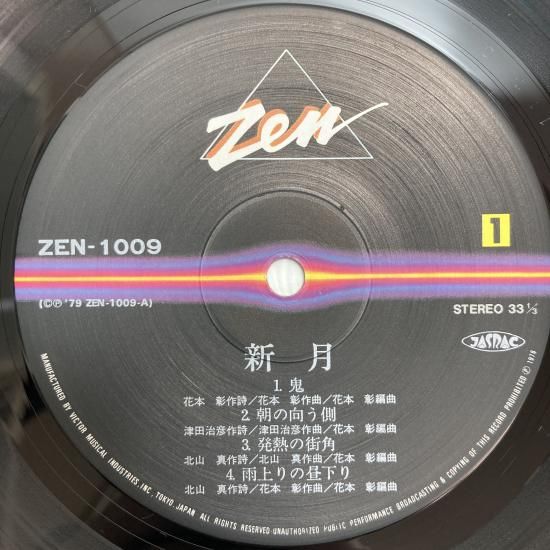 Zen
ZEN-1009
1
(©Ⓟ'79 ZEN-1009-A)
STEREO 33⅓
JASRAC
新月
1. 鬼
花本 彰作詩/花本 彰作曲/花本 彰編曲
2. 朝の向う側
津田治彦作詩/津田治彦作曲/花本 彰編曲
3. 発熱の街角
北山 真作詩/北山 真作曲/花本 彰編曲
4. 雨上りの昼下り
北山 真作詩/花本 彰作曲/花本 彰編曲
MANUFACTURED BY VICTOR MUSICAL INDUSTRIES, INC. TOKYO, JAPAN ALL RIGHTS RESERVED·UNAUTHORIZED PUBLIC PERFORMANCE BROADCASTING & COPYING OF THIS RECORD PROHIBITED Ⓟ